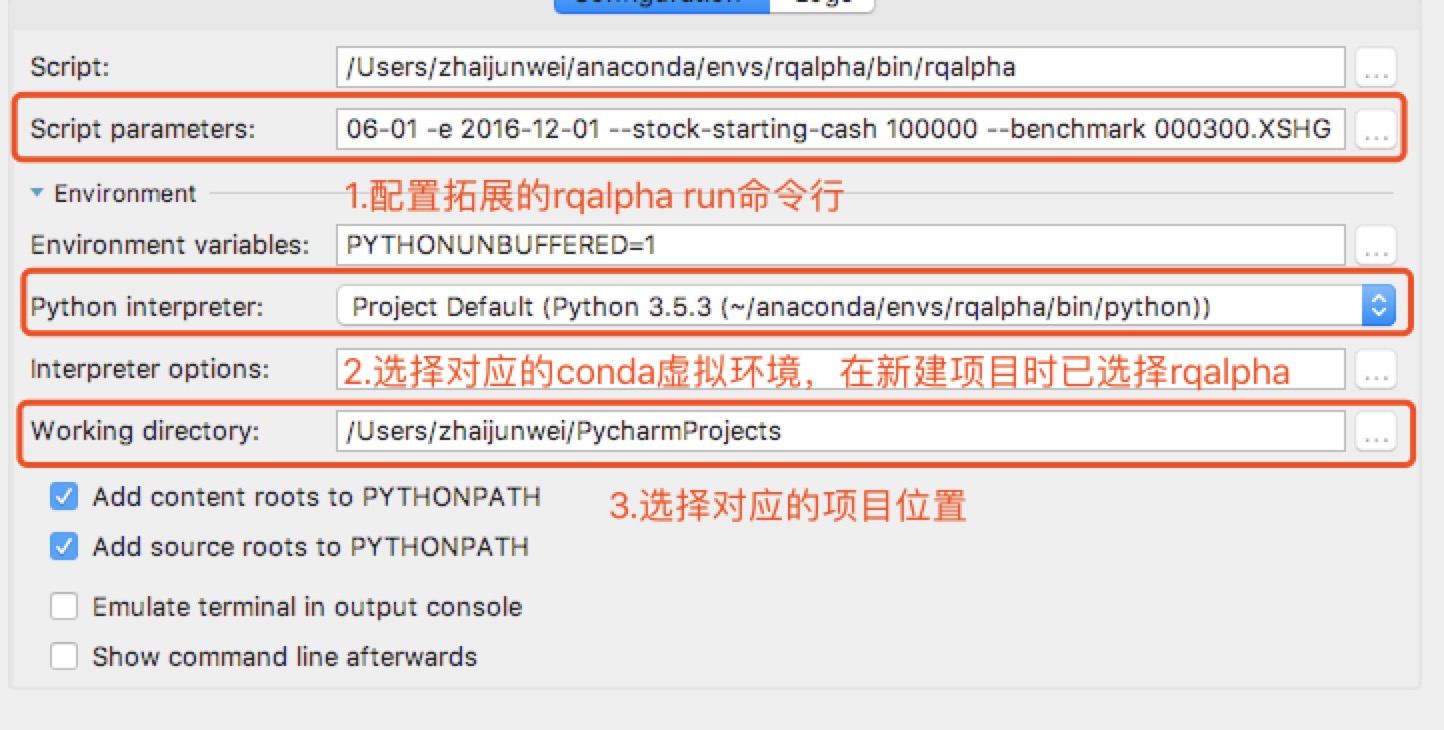 Configuration Logs
Script: /Users/zhaijunwei/anaconda/envs/rqalpha/bin/rqalpha ...
Script parameters: 06-01 -e 2016-12-01 --stock-starting-cash 100000 --benchmark 000300.XSHG ...
Environment 1.配置拓展的rqalpha run命令行
Environment variables: PYTHONUNBUFFERED=1 ...
Python interpreter: Project Default (Python 3.5.3 (~/anaconda/envs/rqalpha/bin/python))
Interpreter options: 2.选择对应的conda虚拟环境，在新建项目时已选择rqalpha ...
Working directory: /Users/zhaijunwei/PycharmProjects ...
Add content roots to PYTHONPATH 3.选择对应的项目位置
Add source roots to PYTHONPATH
Emulate terminal in output console
Show command line afterwards